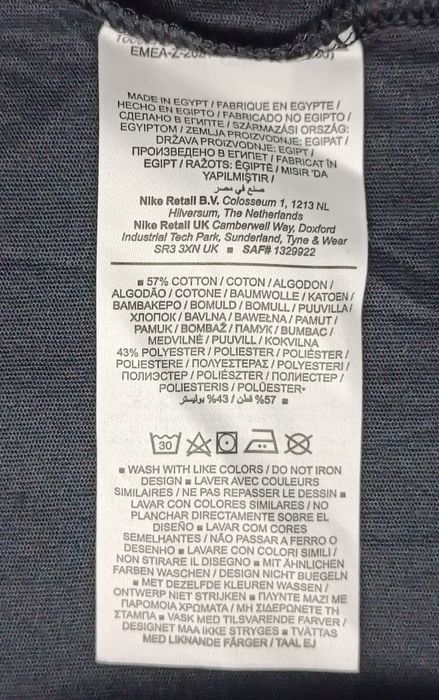 EMEA-Z-202
MADE IN EGYPT / FABRIQUE EN EGYPTE /
HECHO EN EGIPTO / FABRICADO NO EGIPTO /
СДЕЛАНО В ЕГИПТЕ / SZÁRMAZÁSI ORSZÁG:
EGYIPTOM / ZEMLJA PROIZVODNJE: EGIPAT /
DRŽAVA PROIZVODNJE: EGIPT /
ПРОИЗВЕДЕНО В ЕГИПЕТ / FABRICAT ÎN
EGIPT / RAŽOTS: ĒĢIPTĒ / MISIR 'DA
YAPILMIŞTIR /
صنع في مصر
Nike Retail B.V. Colosseum 1, 1213 NL
Hilversum, The Netherlands
Nike Retail UK Camberwell Way, Doxford
Industrial Tech Park, Sunderland, Tyne & Wear
SR3 3XN UK ■ SAF# 1329922
■ 57% COTTON / COTON / ALGODON /
ALGODÃO / COTONE / BAUMWOLLE / KATOEN /
ΒΑΜΒΑΚΕΡΟ / BOMULD / BOMULL / PUUVILLA /
ХЛОПОК / BAVLNA / BAWEŁNA / PAMUT /
PAMUK / BOMBAŽ / ПАМУК / BUMBAC /
MEDVILNĖ / PUUVILL / KOKVILNA
43% POLYESTER / POLIESTER / POLIÉSTER /
POLIESTERE / ΠΟΛΥΕΣΤΕΡΑΣ / POLYESTERI /
ПОЛИЭСТЕР / POLIÉSZTER / ПОЛИЕСТЕР /
POLIESTERIS / POLÜESTER
57% قطن / 43% بوليستر ■
30
■ WASH WITH LIKE COLORS / DO NOT IRON
DESIGN ■ LAVER AVEC COULEURS
SIMILAIRES / NE PAS REPASSER LE DESSIN ■
LAVAR CON COLORES SIMILARES / NO
PLANCHAR DIRECTAMENTE SOBRE EL
DISEÑO ■ LAVAR COM CORES
SEMELHANTES / NÃO PASSAR A FERRO O
DESENHO ■ LAVARE CON COLORI SIMILI /
NON STIRARE IL DISEGNO ■ MIT ÄHNLICHEN
FARBEN WASCHEN / DESIGN NICHT BUEGELN
■ MET DEZELFDE KLEUREN WASSEN /
ONTWERP NIET STRIJKEN ■ ΠΛΥΝΤΕ ΜΑΖΙ ΜΕ
ΠΑΡΟΜΟΙΑ ΧΡΩΜΑΤΑ / ΜΗ ΣΙΔΕΡΩΝΕΤΕ ΤΗ
ΣΤΑΜΠΑ ■ VASK MED TILSVARENDE FARVER /
DESIGNET MAA IKKE STRYGES ■ TVÄTTAS
MED LIKNANDE FÄRGER / TAAL EJ